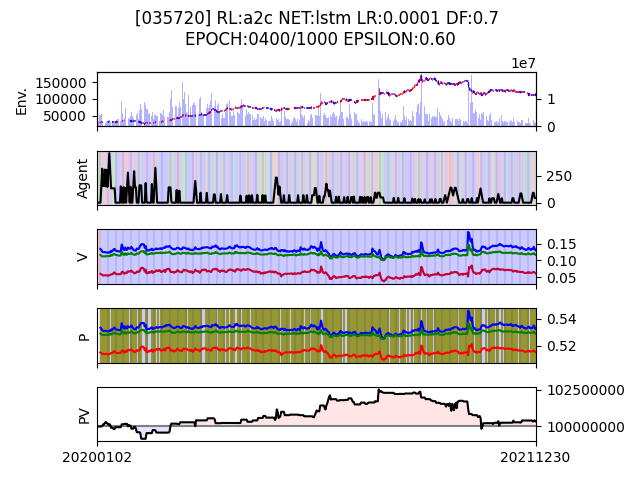 [035720] RL:a2c NET:lstm LR:0.0001 DF:0.7
EPOCH:0400/1000 EPSILON:0.60
1e7
Env.
150000
100000
50000
1
0
Agent
250
0
V
0.15
0.10
0.05
P
0.54
0.52
PV
102500000
100000000
20200102
20211230